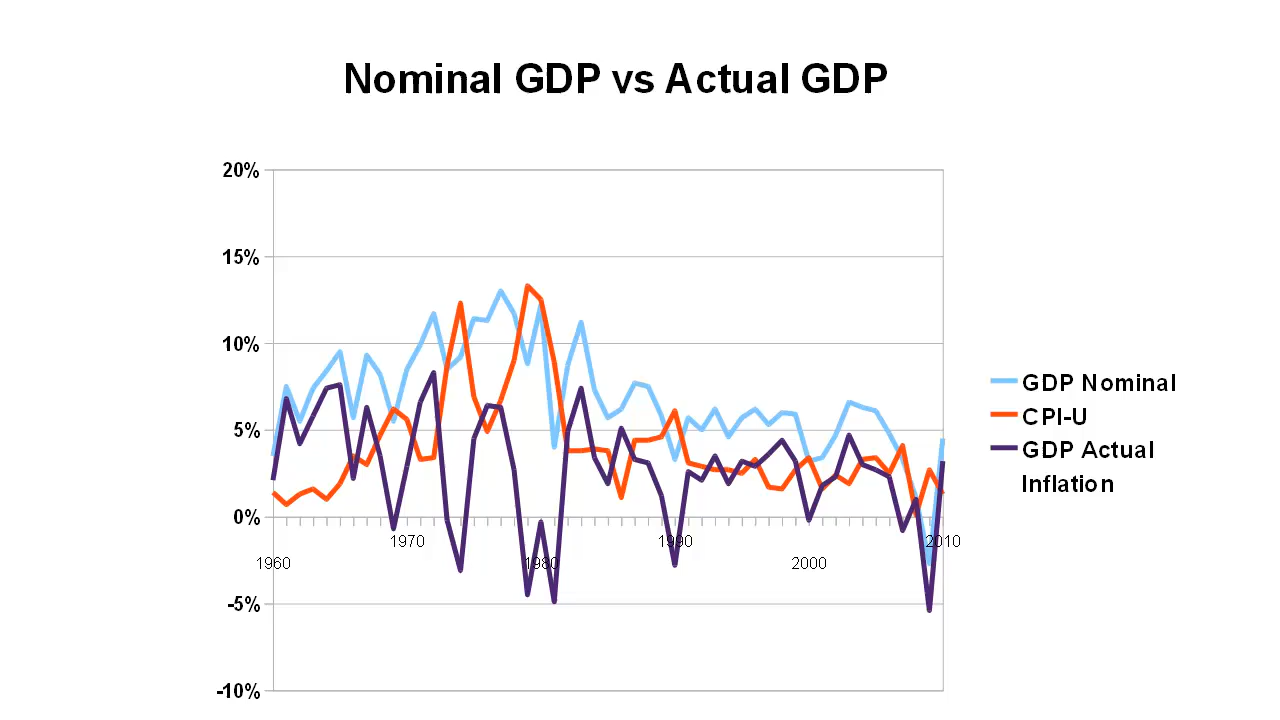 Nominal GDP vs Actual GDP
20%
15%
10%
5%
0%
-5%
-10%
1960
1970
1980
1990
2000
2010
GDP Nominal
CPI-U
GDP Actual
Inflation